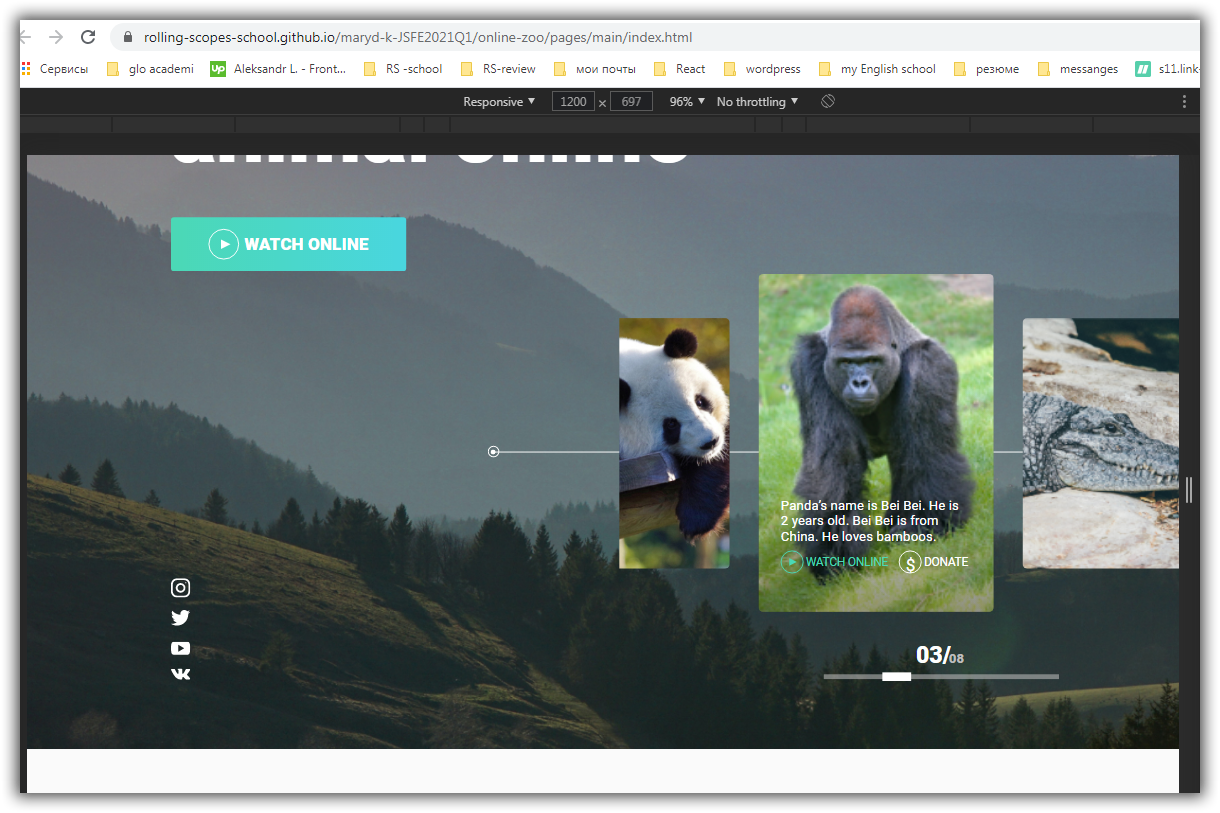 rolling-scopes-school.github.io/maryd-k-JSFE2021Q1/online-zoo/pages/main/index.html
Сервисы glo academi Up Aleksandr L. - Front... RS -school RS-review мои почты React wordpress my English school резюме messanges s11.link-
Responsive 1200 × 697 96% No throttling
animal online
WATCH ONLINE
Panda's name is Bei Bei. He is
2 years old. Bei Bei is from
China. He loves bamboos.
WATCH ONLINE $ DONATE
03/08